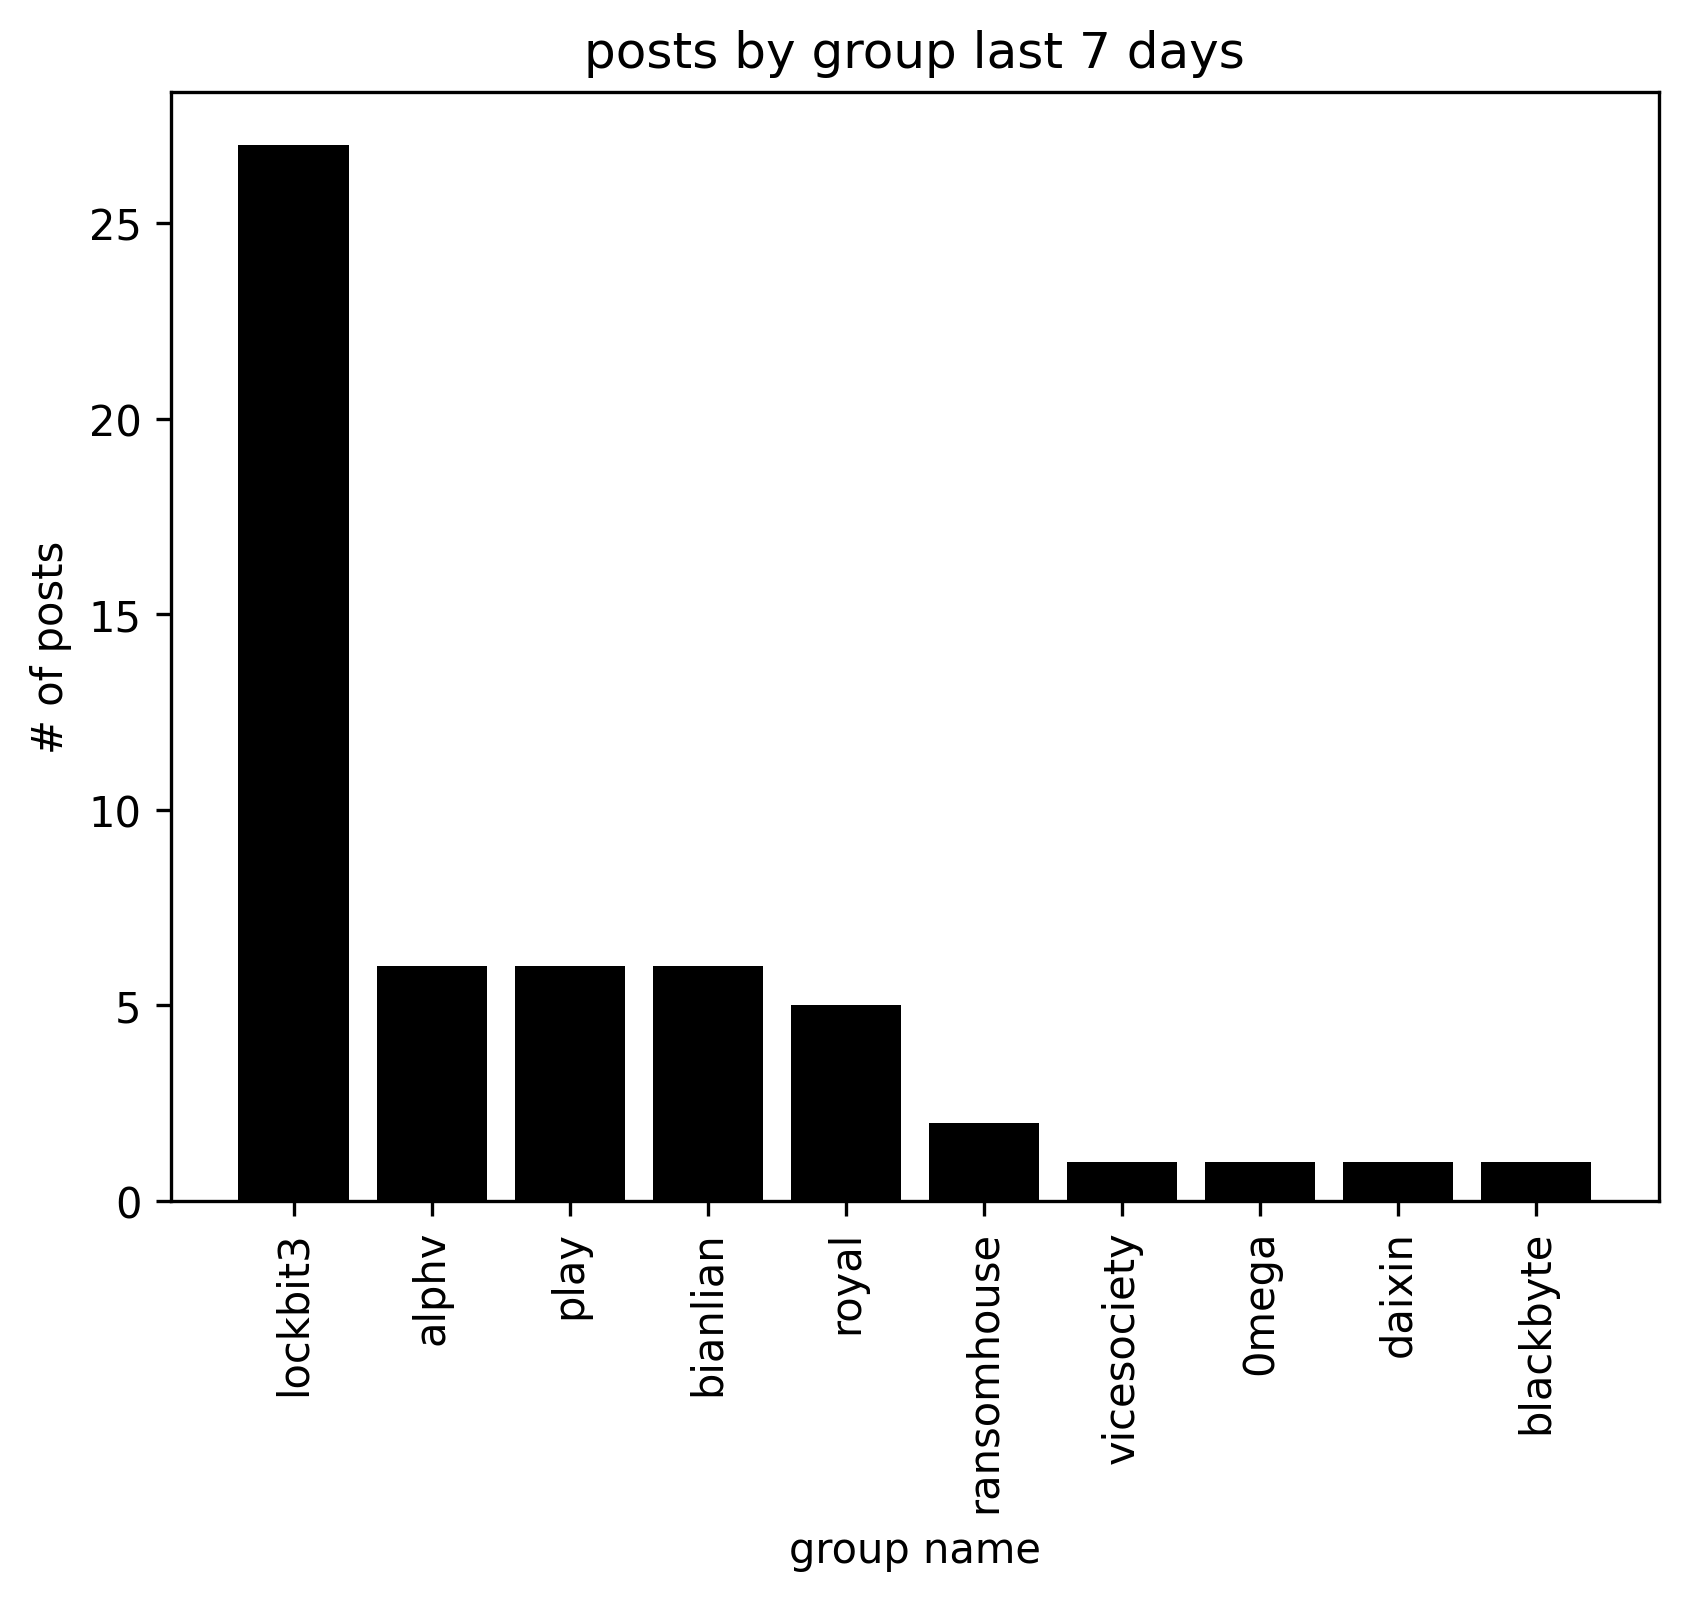 posts by group last 7 days
# of posts
25
20
15
10
5
0
lockbit3
alphv
play
bianlian
royal
ransomhouse
vicesociety
0mega
daixin
blackbyte
group name